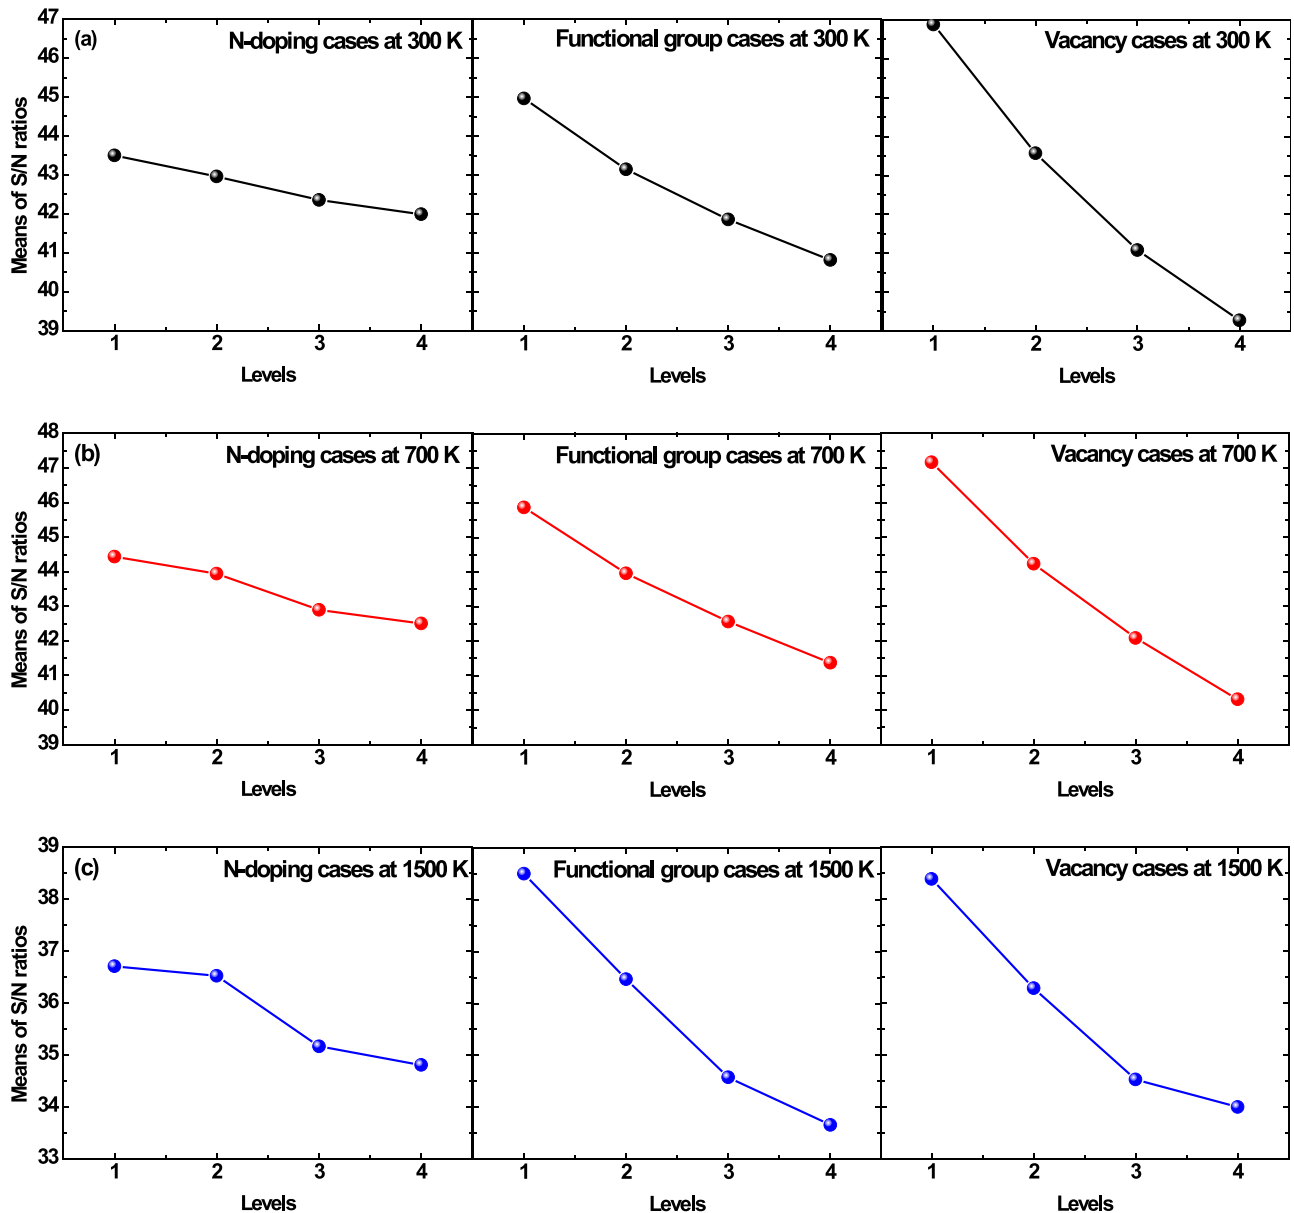 (a)
N-doping cases at 300 K
Functional group cases at 300 K
Vacancy cases at 300 K
Means of S/N ratios
47
46
45
44
43
42
41
40
39
1 2 3 4
1 2 3 4
1 2 3 4
Levels
Levels
Levels
(b)
N-doping cases at 700 K
Functional group cases at 700 K
Vacancy cases at 700 K
Means of S/N ratios
48
47
46
45
44
43
42
41
40
39
1 2 3 4
1 2 3 4
1 2 3 4
Levels
Levels
Levels
(c)
N-doping cases at 1500 K
Functional group cases at 1500 K
Vacancy cases at 1500 K
Means of S/N ratios
39
38
37
36
35
34
33
1 2 3 4
1 2 3 4
1 2 3 4
Levels
Levels
Levels